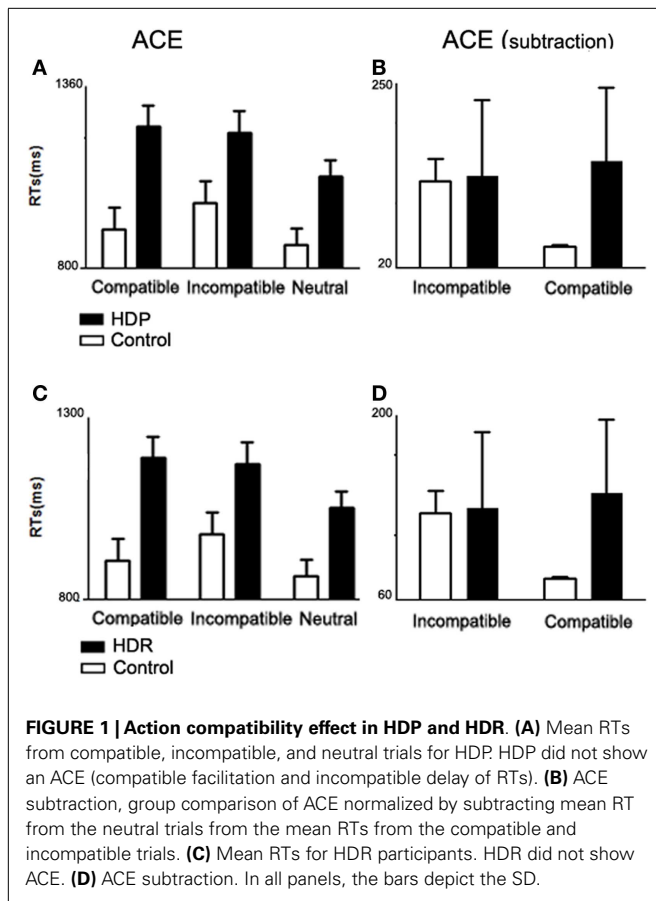 ACE
ACE (subtraction)
A
B
1360
RTs(ms)
800
Compatible Incompatible Neutral
HDP
Control
250
20
Incompatible Compatible
C
D
1300
RTs(ms)
800
Compatible Incompatible Neutral
HDR
Control
200
60
Incompatible Compatible
FIGURE 1 | Action compatibility effect in HDP and HDR. (A) Mean RTs
from compatible, incompatible, and neutral trials for HDP. HDP did not show
an ACE (compatible facilitation and incompatible delay of RTs). (B) ACE
subtraction, group comparison of ACE normalized by subtracting mean RT
from the neutral trials from the mean RTs from the compatible and
incompatible trials. (C) Mean RTs for HDR participants. HDR did not show
ACE. (D) ACE subtraction. In all panels, the bars depict the SD.